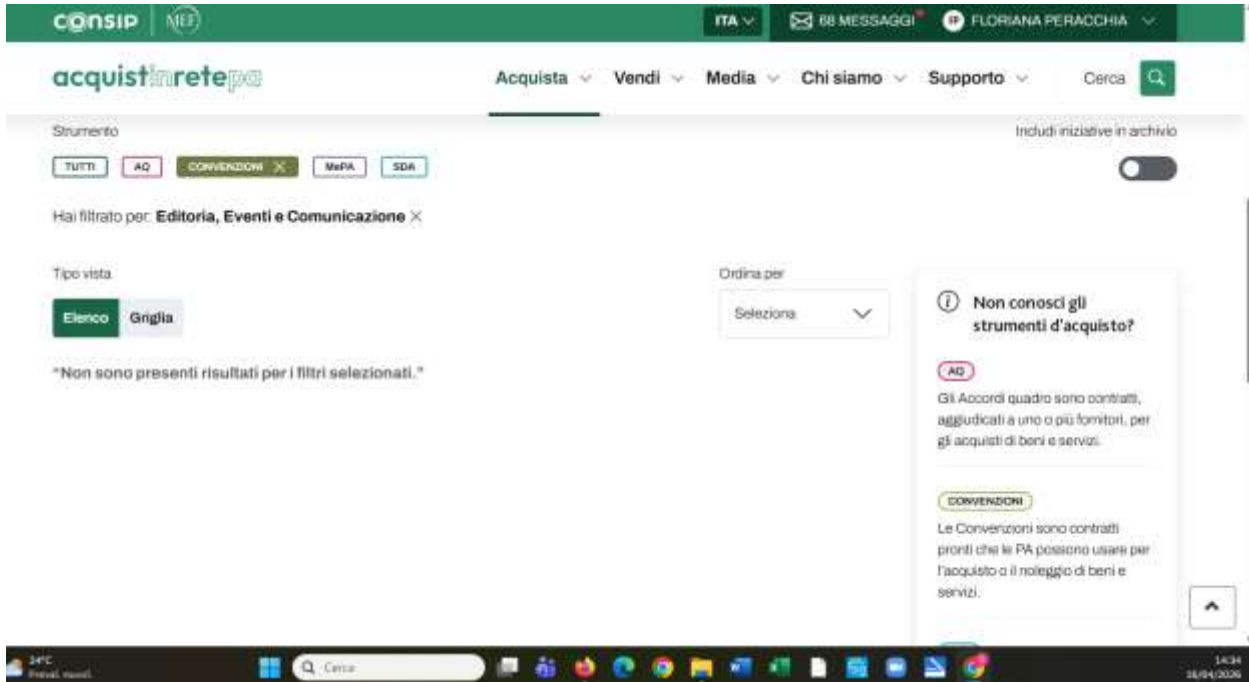 consip MEF ITA 68 MESSAGGI FP FLORIANA PERACCHIA
acquistinretepa Acquista Vendi Media Chi siamo Supporto Cerca
Strumento Includi iniziative in archivio
TUTTI AQ CONVENZIONI MePA SDA
Hai filtrato per: Editoria, Eventi e Comunicazione
Tipo vista Ordina per
Elenco Griglia Seleziona
"Non sono presenti risultati per i filtri selezionati."
Non conosci gli
strumenti d'acquisto?
AQ
Gli Accordi quadro sono contratti,
aggiudicati a uno o più fornitori, per
gli acquisti di beni e servizi.
CONVENZIONI
Le Convenzioni sono contratti
pronti che le PA possono usare per
l'acquisto o il noleggio di beni e
servizi.
Cerca
14:34